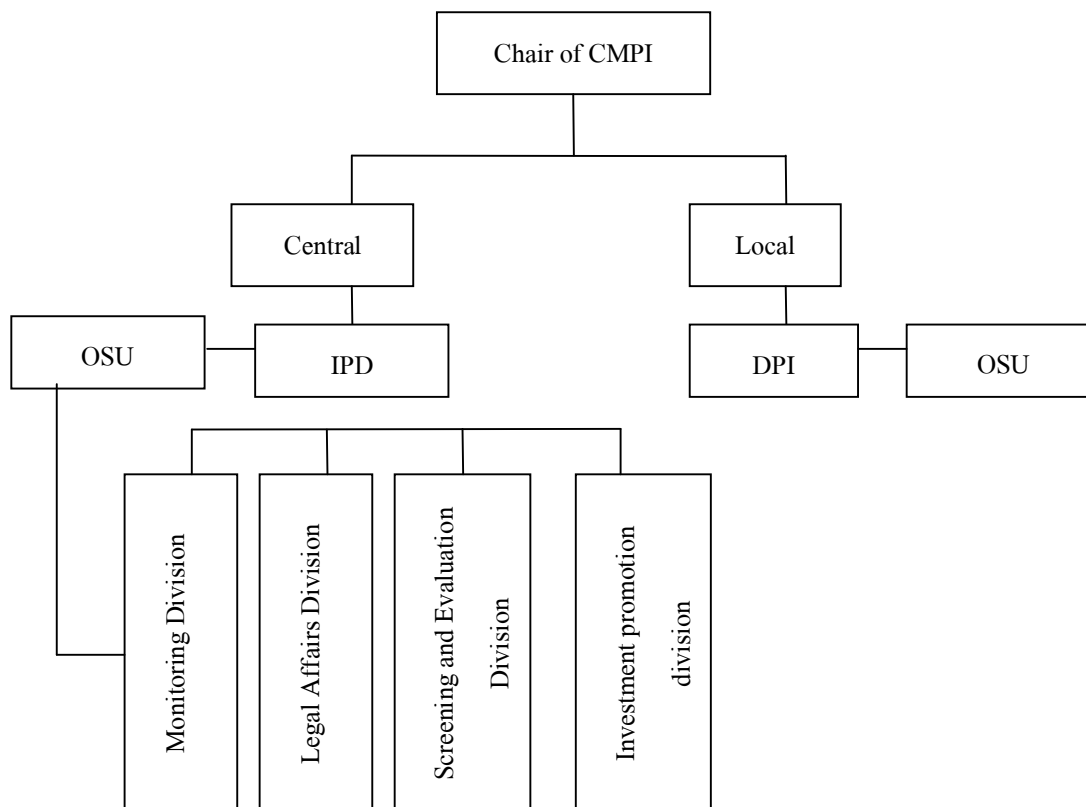 Chair of CMPI
Central
Local
OSU
IPD
DPI
OSU
Monitoring Division
Legal Affairs Division
Screening and Evaluation
Division
Investment promotion
division